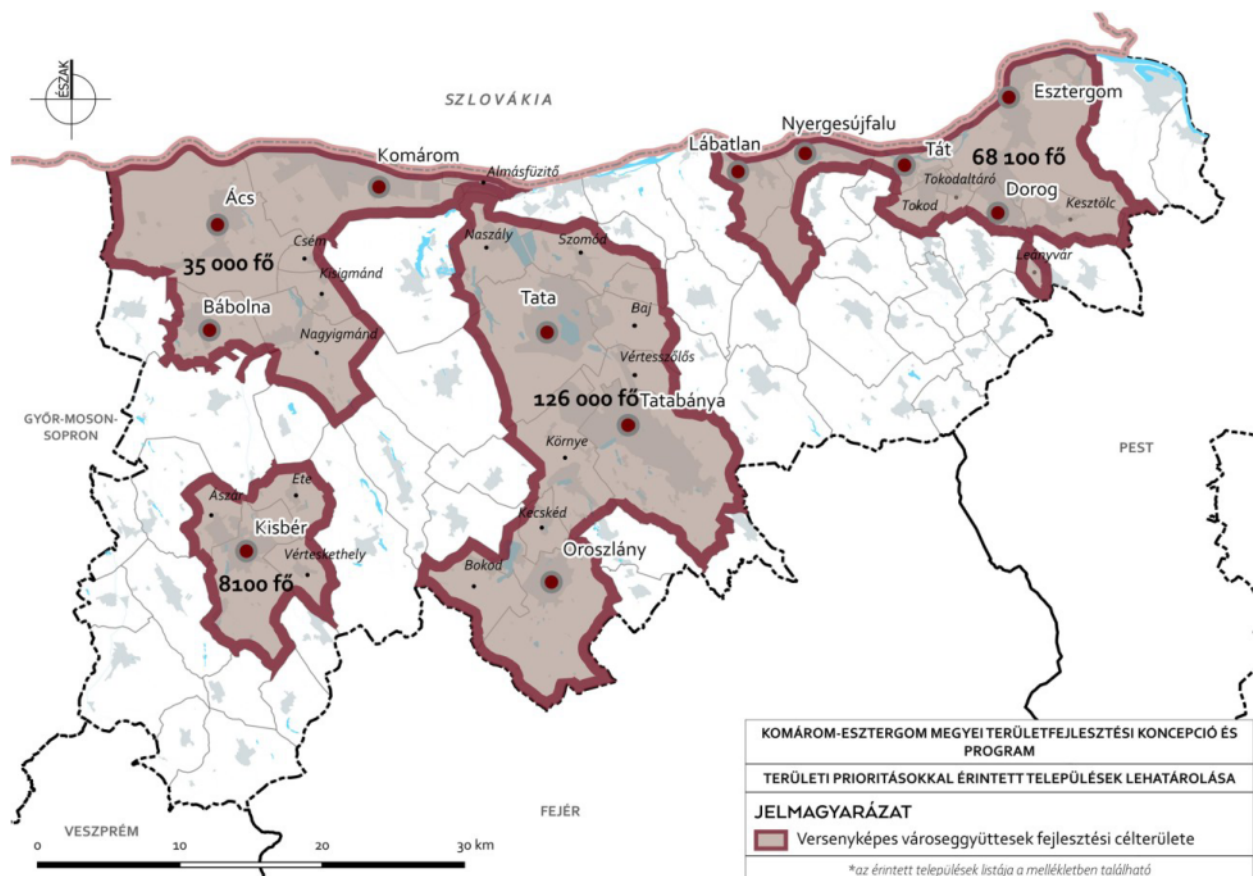 ÉSZAK
SZLOVÁKIA
Esztergom
Nyergesújfalu
Lábatlan
Tát
68 100 fő
Komárom
Almásfüzitő
Tokodaltáró
Dorog
Tokod
Kesztölc
Ács
Csém
Naszály
Szomód
Leányvár
35 000 fő
Kisigmánd
Bábolna
Tata
Baj
Nagyigmánd
Vértesszőlős
126 000 fő
Tatabánya
GYŐR-MOSON-
SOPRON
Környe
PEST
Ete
Aszár
Kecskéd
Kisbér
Vérteskethely
Oroszlány
8100 fő
Bokod
KOMÁROM-ESZTERGOM MEGYEI TERÜLETFEJLESZTÉSI KONCEPCIÓ ÉS
PROGRAM
TERÜLETI PRIORITÁSOKKAL ÉRINTETT TELEPÜLÉSEK LEHATÁROLÁSA
FEJÉR
JELMAGYARÁZAT
VESZPRÉM
Versenyképes városeggyüttesek fejlesztési célterülete
0 10 20 30 km
*az érintett települések listája a mellékletben található